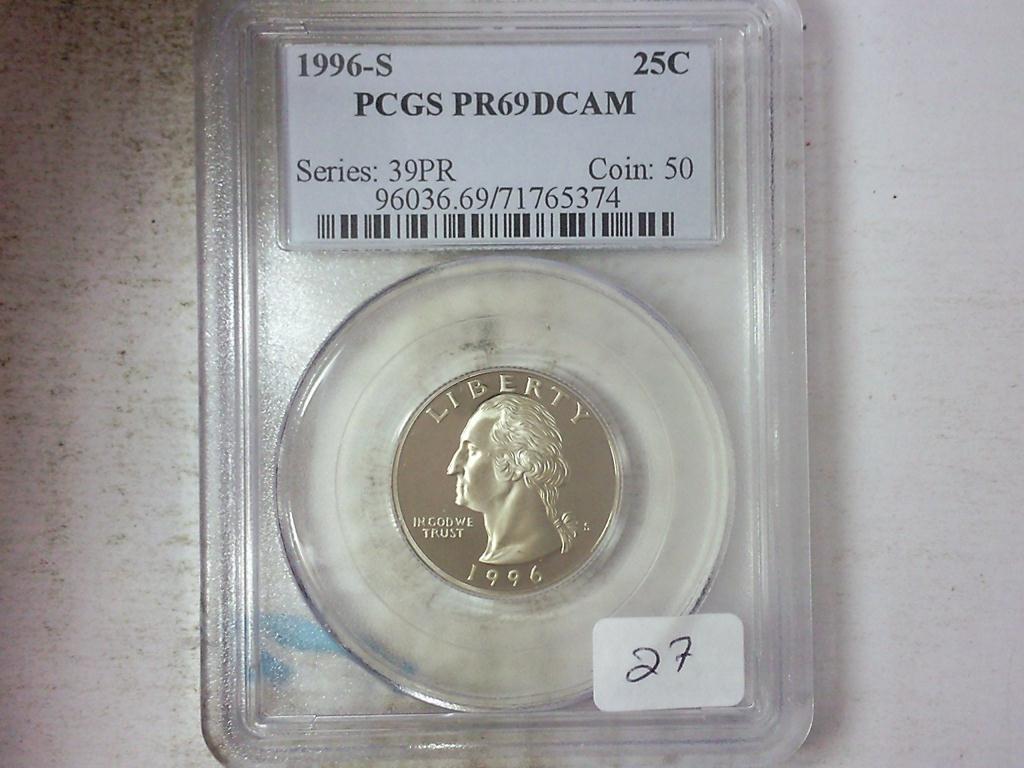 1996-S 25C
PCGS PR69DCAM
Series: 39PR Coin: 50
96036.69/71765374
LIBERTY
IN GOD WE
TRUST
S
1996
27